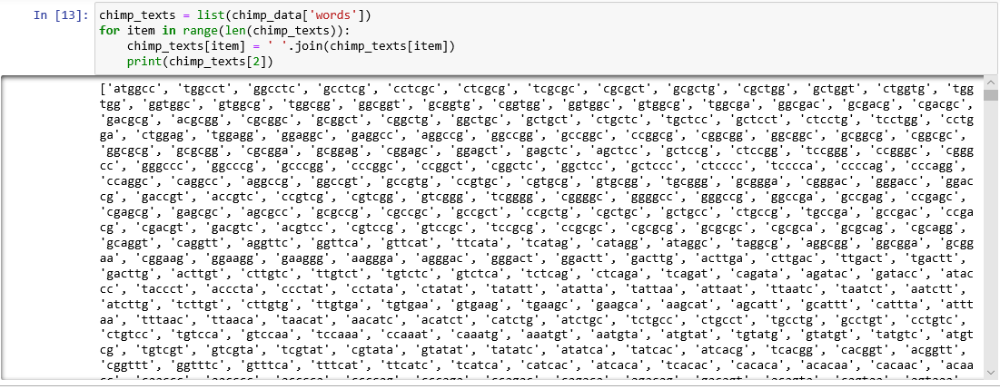 In [13]: chimp_texts = list(chimp_data['words'])
for item in range(len(chimp_texts)):
chimp_texts[item] = ' '.join(chimp_texts[item])
print(chimp_texts[2])
['atggcc', 'tggcct', 'ggcctc', 'gcctcg', 'cctcgc', 'ctcgcg', 'tcgcgc', 'cgcgct', 'gcgctg', 'cgctgg', 'gctggt', 'ctggtg', 'tgg
tgg', 'ggtggc', 'gtggcg', 'tggcgg', 'ggcggt', 'gcggtg', 'cggtgg', 'ggtggc', 'gtggcg', 'tggcga', 'ggcgac', 'gcgacg', 'cgacgc',
'gacgcg', 'acgcgg', 'cgcggc', 'gcggct', 'cggctg', 'ggctgc', 'gctgct', 'ctgctc', 'tgctcc', 'gctcct', 'ctcctg', 'tcctgg', 'cctg
ga', 'ctggag', 'tggagg', 'ggaggc', 'gaggcc', 'aggccg', 'ggccgg', 'gccggc', 'ccggcg', 'cggcgg', 'ggcggc', 'gcggcg', 'cggcgc',
'ggcgcg', 'gcgcgg', 'cgcgga', 'gcggag', 'cggagc', 'ggagct', 'gagctc', 'agctcc', 'gctccg', 'ctccgg', 'tccggg', 'ccgggc', 'cggg
cc', 'gggccc', 'ggcccg', 'gcccgg', 'cccggc', 'ccggct', 'cggctc', 'ggctcc', 'gctccc', 'ctcccc', 'tcccca', 'ccccag', 'cccagg',
'ccaggc', 'caggcc', 'aggccg', 'ggccgt', 'gccgtg', 'ccgtgc', 'cgtgcg', 'gtgcgg', 'tgcggg', 'gcggga', 'cgggac', 'gggacc', 'ggac
cg', 'gaccgt', 'accgtc', 'ccgtcg', 'cgtcgg', 'gtcggg', 'tcgggg', 'cggggc', 'ggggcc', 'gggccg', 'ggccga', 'gccgag', 'ccgagc',
'cgagcg', 'gagcgc', 'agcgcc', 'gcgccg', 'cgccgc', 'gccgct', 'ccgctg', 'cgctgc', 'gctgcc', 'ctgccg', 'tgccga', 'gccgac', 'ccga
cg', 'cgacgt', 'gacgtc', 'acgtcc', 'cgtccg', 'gtccgc', 'tccgcg', 'ccgcgc', 'cgcgcg', 'gcgcgc', 'cgcgca', 'gcgcag', 'cgcagg',
'gcaggt', 'caggtt', 'aggttc', 'ggttca', 'gttcat', 'ttcata', 'tcatag', 'catagg', 'ataggc', 'taggcg', 'aggcgg', 'ggcgga', 'gcgg
aa', 'cggaag', 'ggaagg', 'gaaggg', 'aaggga', 'agggac', 'gggact', 'ggactt', 'gacttg', 'acttga', 'cttgac', 'ttgact', 'tgactt',
'gacttg', 'acttgt', 'cttgtc', 'ttgtct', 'tgtctc', 'gtctca', 'tctcag', 'ctcaga', 'tcagat', 'cagata', 'agatac', 'gatacc', 'atac
cc', 'taccct', 'acccta', 'ccctat', 'cctata', 'ctatat', 'tatatt', 'atatta', 'tattaa', 'attaat', 'ttaatc', 'taatct', 'aatctt',
'atcttg', 'tcttgt', 'cttgtg', 'ttgtga', 'tgtgaa', 'gtgaag', 'tgaagc', 'gaagca', 'aagcat', 'agcatt', 'gcattt', 'cattta', 'attt
aa', 'tttaac', 'ttaaca', 'taacat', 'aacatc', 'acatct', 'catctg', 'atctgc', 'tctgcc', 'ctgcct', 'tgcctg', 'gcctgt', 'cctgtc',
'ctgtcc', 'tgtcca', 'gtccaa', 'tccaaa', 'ccaaat', 'caaatg', 'aaatgt', 'aatgta', 'atgtat', 'tgtatg', 'gtatgt', 'tatgtc', 'atgt
cg', 'tgtcgt', 'gtcgta', 'tcgtat', 'cgtata', 'gtatat', 'tatatc', 'atatca', 'tatcac', 'atcacg', 'tcacgg', 'cacggt', 'acggtt',
'cggttt', 'ggtttc', 'gtttca', 'tttcat', 'ttcatc', 'tcatca', 'catcac', 'atcaca', 'tcacac', 'cacaca', 'acacaa', 'cacaac', 'acaa